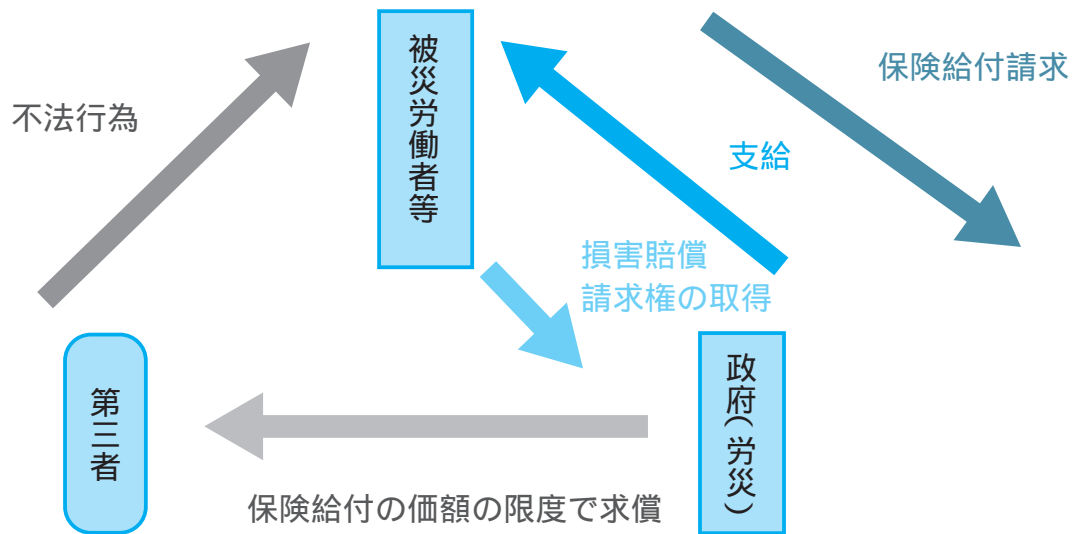 被災労働者等
保険給付請求
不法行為
支給
損害賠償
請求権の取得
第三者
政府(労災)
保険給付の価額の限度で求償